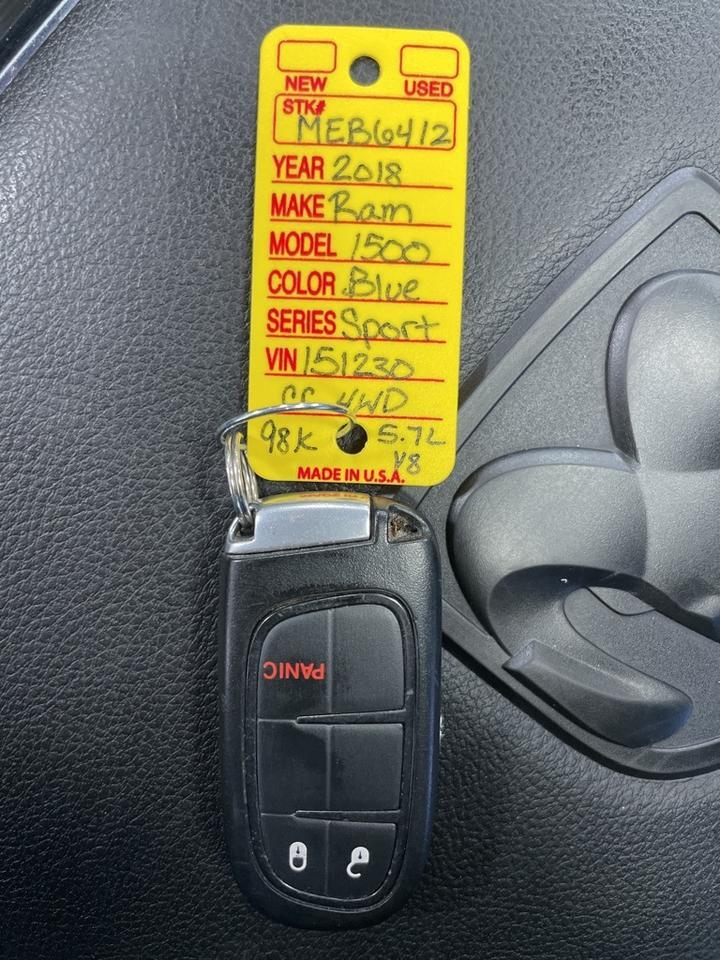 NEW USED
STK# MEB6412
YEAR 2018
MAKE Ram
MODEL 1500
COLOR Blue
SERIES Sport
VIN 151230
CC 4WD
98K 5.7L
V8
MADE IN U.S.A.
PANIC